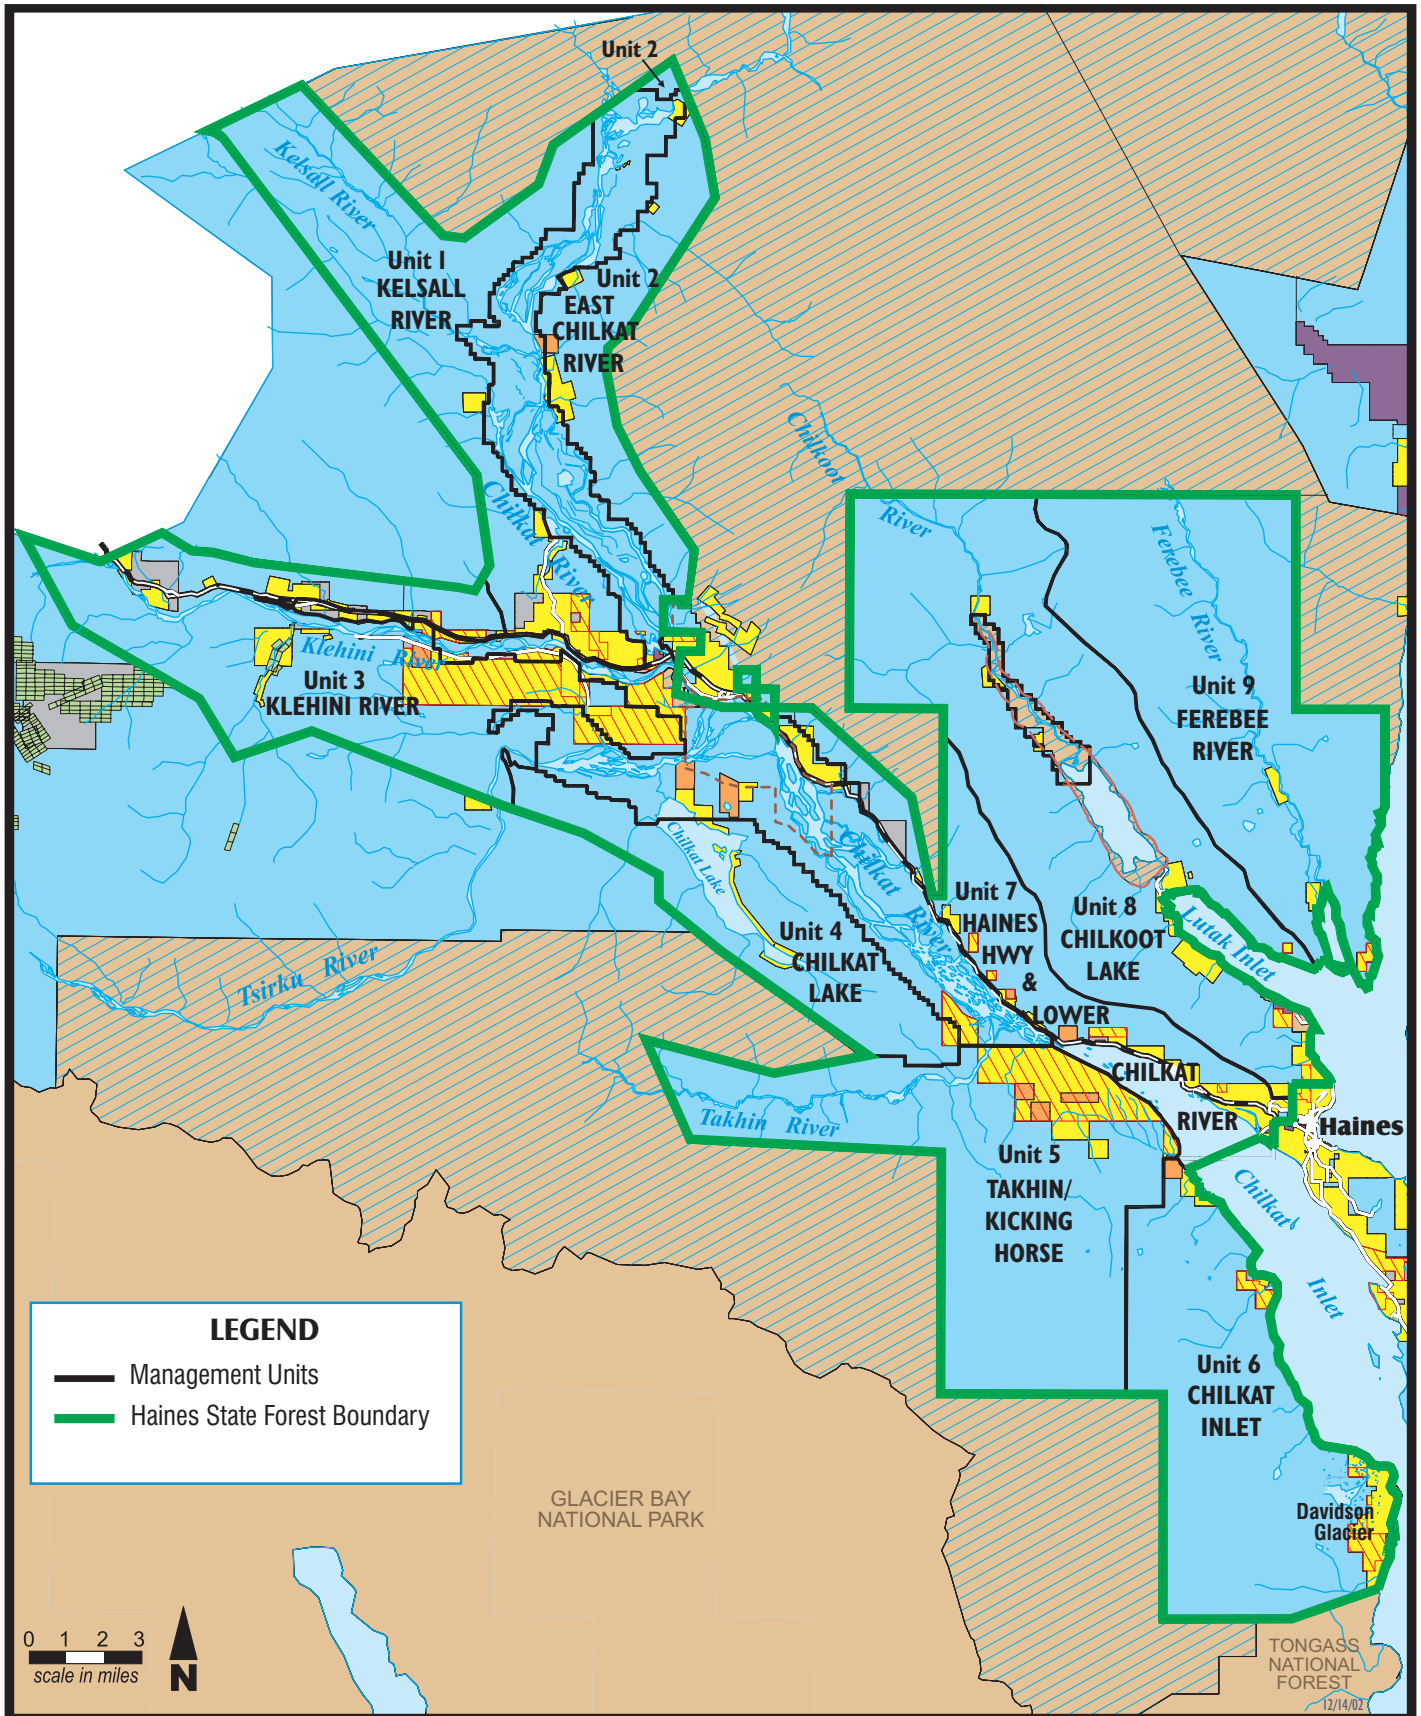 Unit 2
Kelsall River
Unit 1
KELSALL
RIVER
Unit 2
EAST
CHILKAT
RIVER
Chilkoot
River
Ferebee River
Chilkat River
Klehini River
Unit 3
KLEHINI RIVER
Unit 9
FEREBEE
RIVER
Chilkat Lake
Chilkat River
Unit 4
CHILKAT
LAKE
Unit 7
HAINES
HWY
&
LOWER
CHILKAT
RIVER
Unit 8
CHILKOOT
LAKE
Lutak Inlet
Tsirku River
Takhin River
Haines
Unit 5
TAKHIN/
KICKING
HORSE
Chilkat
Inlet
Unit 6
CHILKAT
INLET
Davidson
Glacier
LEGEND
Management Units
Haines State Forest Boundary
GLACIER BAY
NATIONAL PARK
0 1 2 3
scale in miles
N
TONGASS
NATIONAL
FOREST
12/14/02